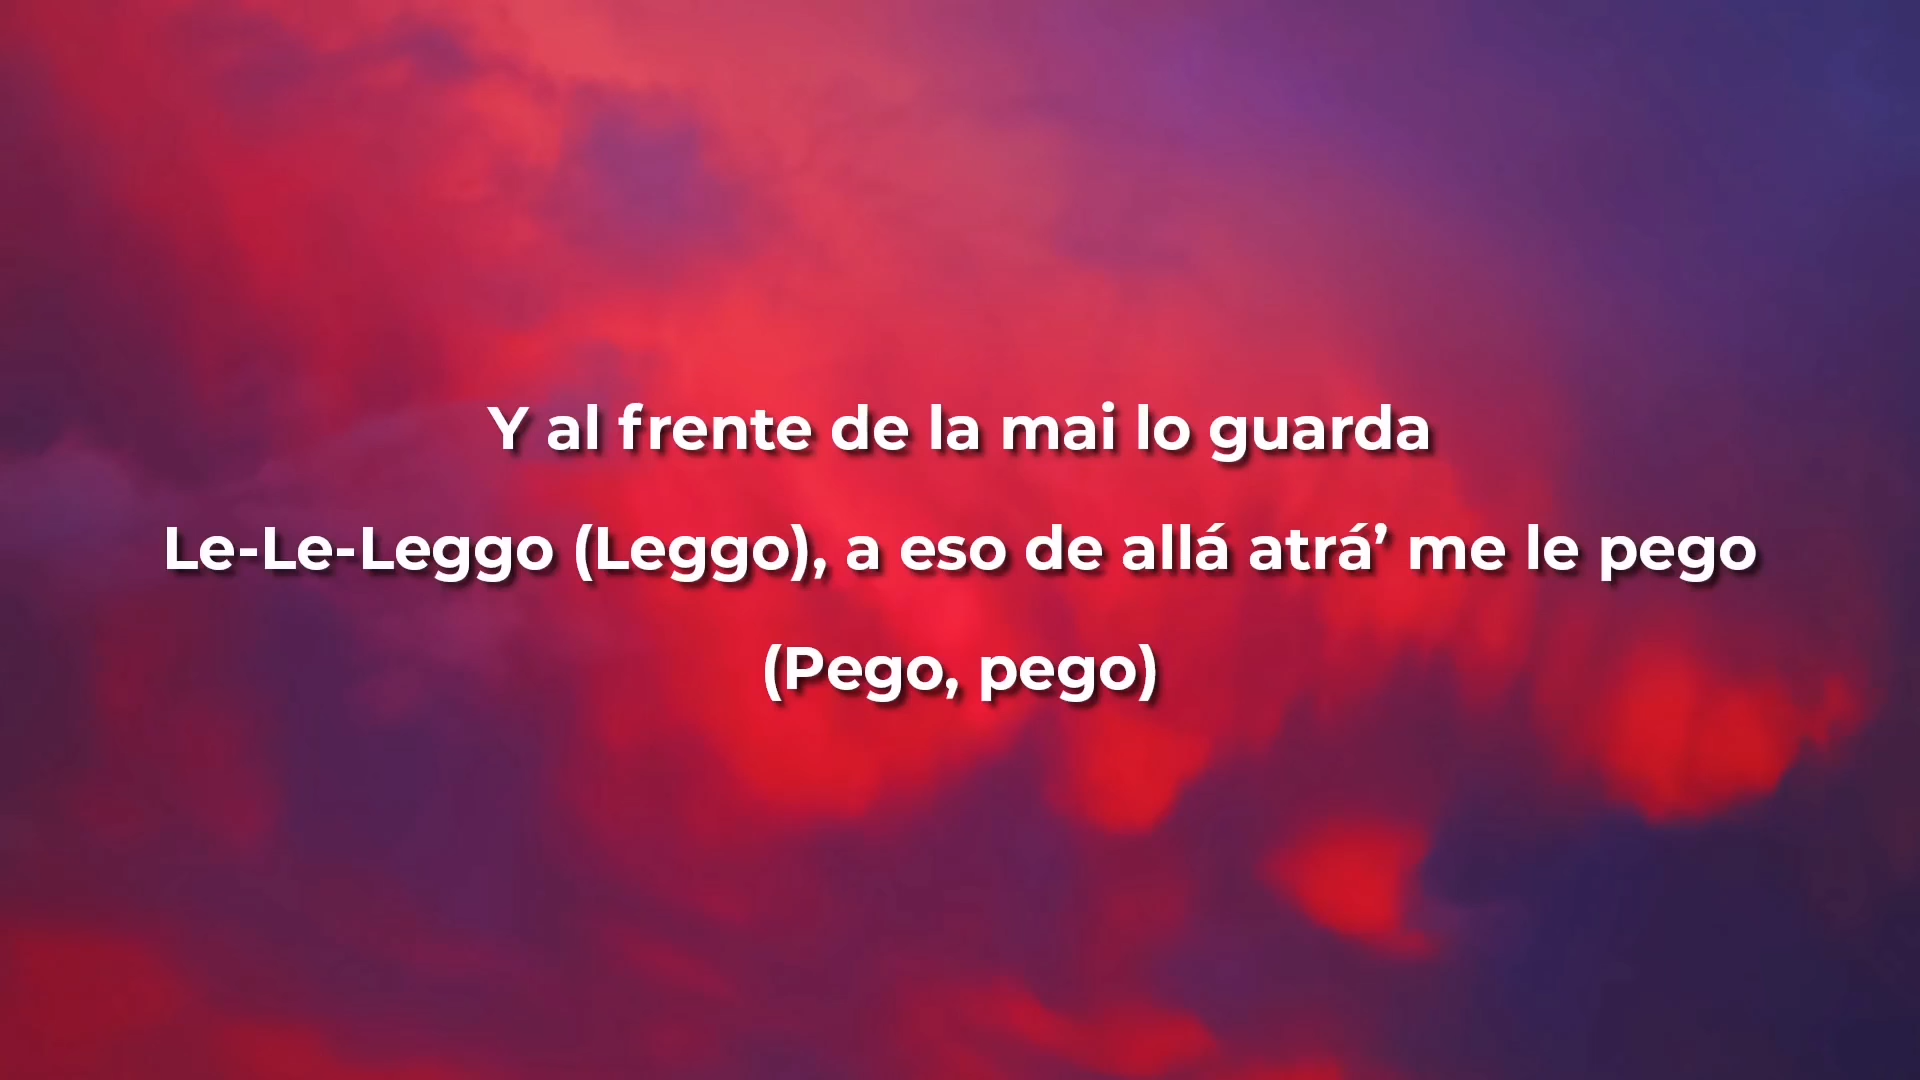 Y al frente de la mai lo guarda
Le-Le-Leggo (Leggo), a eso de allá atrá’ me le pego
(Pego, pego)